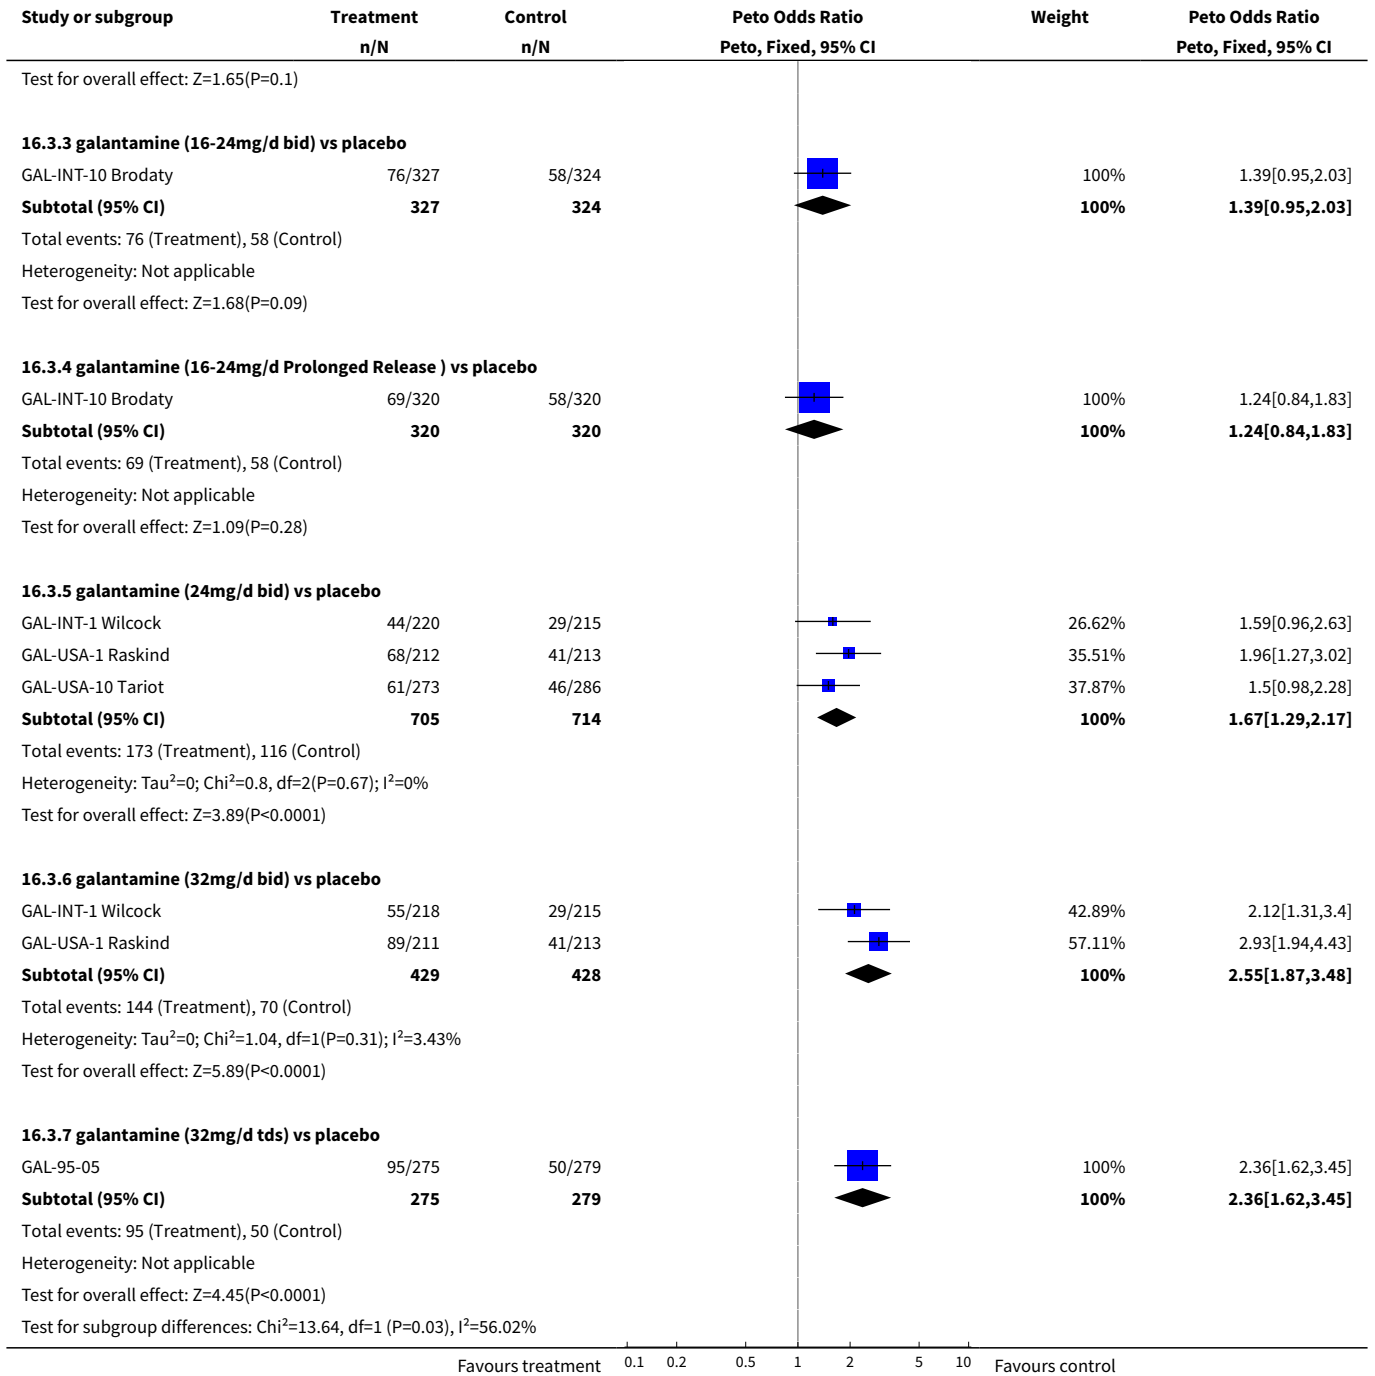 Study or subgroup Treatment Control Peto Odds Ratio Weight Peto Odds Ratio
n/N n/N Peto, Fixed, 95% CI Peto, Fixed, 95% CI
Test for overall effect: Z=1.65(P=0.1)
16.3.3 galantamine (16-24mg/d bid) vs placebo
GAL-INT-10 Brodaty 76/327 58/324 100% 1.39[0.95,2.03]
Subtotal (95% CI) 327 324 100% 1.39[0.95,2.03]
Total events: 76 (Treatment), 58 (Control)
Heterogeneity: Not applicable
Test for overall effect: Z=1.68(P=0.09)
16.3.4 galantamine (16-24mg/d Prolonged Release ) vs placebo
GAL-INT-10 Brodaty 69/320 58/320 100% 1.24[0.84,1.83]
Subtotal (95% CI) 320 320 100% 1.24[0.84,1.83]
Total events: 69 (Treatment), 58 (Control)
Heterogeneity: Not applicable
Test for overall effect: Z=1.09(P=0.28)
16.3.5 galantamine (24mg/d bid) vs placebo
GAL-INT-1 Wilcock 44/220 29/215 26.62% 1.59[0.96,2.63]
GAL-USA-1 Raskind 68/212 41/213 35.51% 1.96[1.27,3.02]
GAL-USA-10 Tariot 61/273 46/286 37.87% 1.5[0.98,2.28]
Subtotal (95% CI) 705 714 100% 1.67[1.29,2.17]
Total events: 173 (Treatment), 116 (Control)
Heterogeneity: Tau²=0; Chi²=0.8, df=2(P=0.67); I²=0%
Test for overall effect: Z=3.89(P<0.0001)
16.3.6 galantamine (32mg/d bid) vs placebo
GAL-INT-1 Wilcock 55/218 29/215 42.89% 2.12[1.31,3.4]
GAL-USA-1 Raskind 89/211 41/213 57.11% 2.93[1.94,4.43]
Subtotal (95% CI) 429 428 100% 2.55[1.87,3.48]
Total events: 144 (Treatment), 70 (Control)
Heterogeneity: Tau²=0; Chi²=1.04, df=1(P=0.31); I²=3.43%
Test for overall effect: Z=5.89(P<0.0001)
16.3.7 galantamine (32mg/d tds) vs placebo
GAL-95-05 95/275 50/279 100% 2.36[1.62,3.45]
Subtotal (95% CI) 275 279 100% 2.36[1.62,3.45]
Total events: 95 (Treatment), 50 (Control)
Heterogeneity: Not applicable
Test for overall effect: Z=4.45(P<0.0001)
Test for subgroup differences: Chi²=13.64, df=1 (P=0.03), I²=56.02%
Favours treatment 0.1 0.2 0.5 1 2 5 10 Favours control